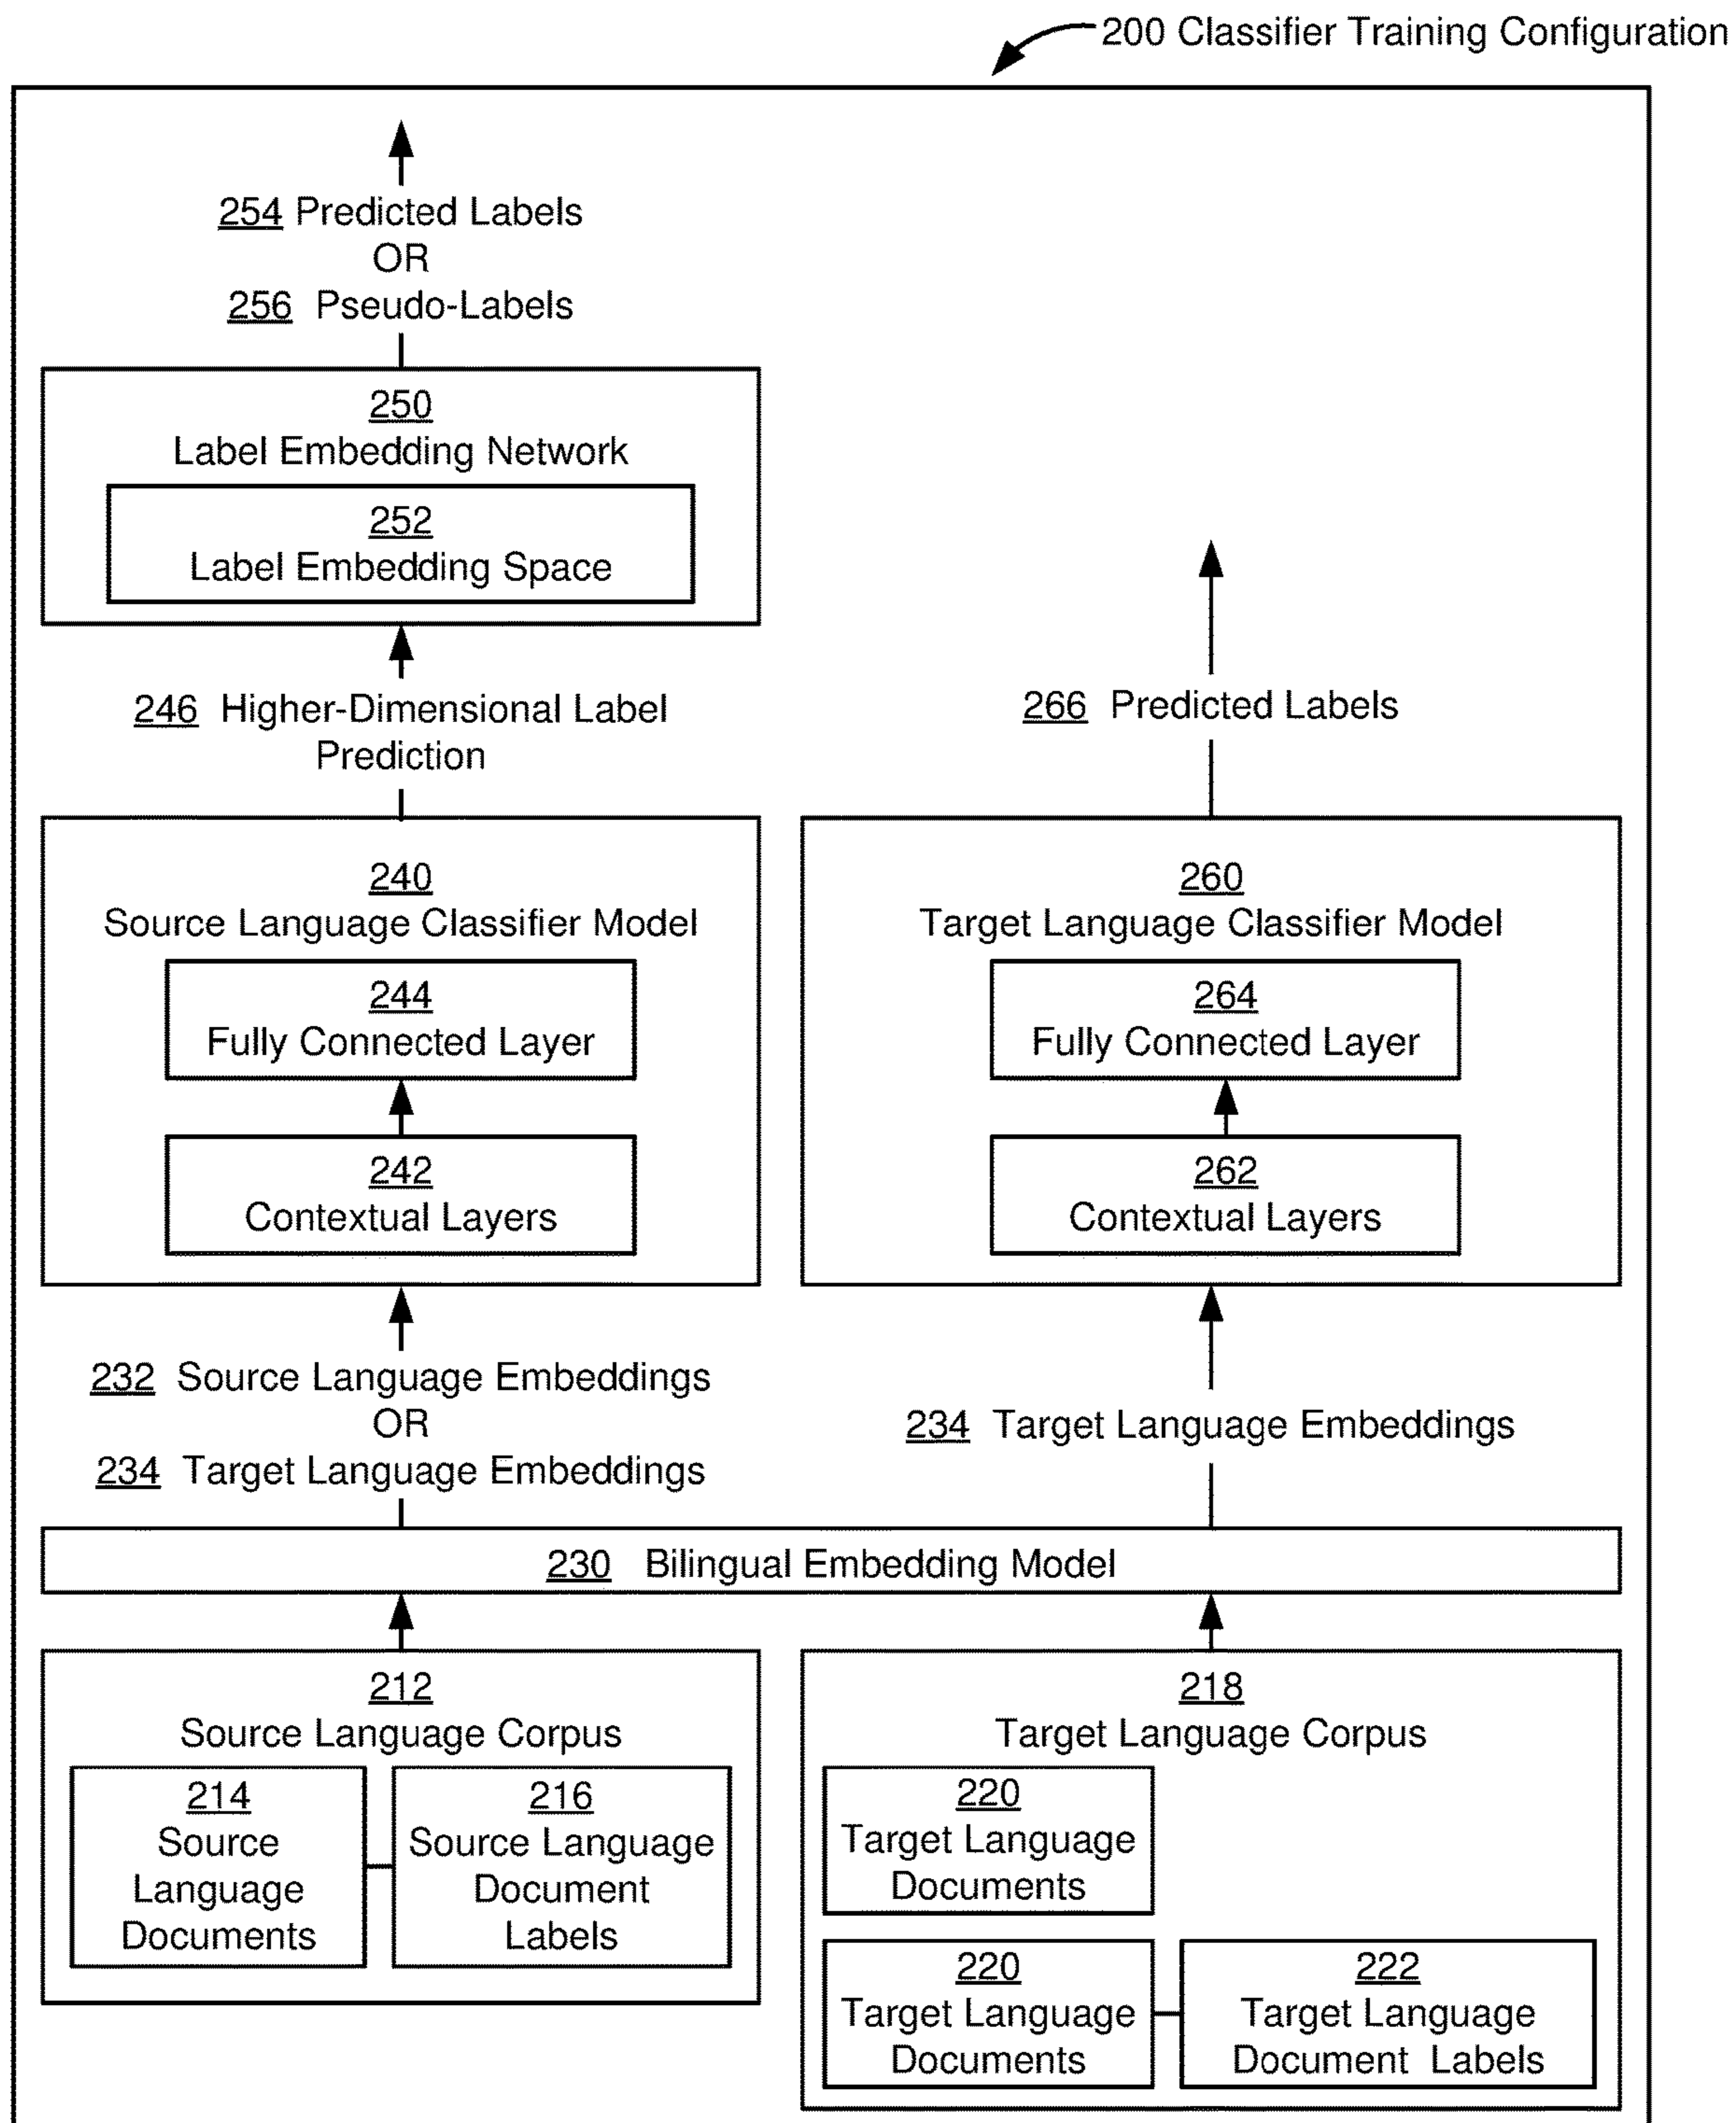 200 Classifier Training Configuration
254 Predicted Labels
OR
256 Pseudo-Labels
250
Label Embedding Network
252
Label Embedding Space
246 Higher-Dimensional Label
Prediction
266 Predicted Labels
240
Source Language Classifier Model
244
Fully Connected Layer
242
Contextual Layers
260
Target Language Classifier Model
264
Fully Connected Layer
262
Contextual Layers
232 Source Language Embeddings
OR
234 Target Language Embeddings
234 Target Language Embeddings
230 Bilingual Embedding Model
212
Source Language Corpus
214
Source
Language
Documents
216
Source Language
Document
Labels
218
Target Language Corpus
220
Target Language
Documents
220
Target Language
Documents
222
Target Language
Document Labels